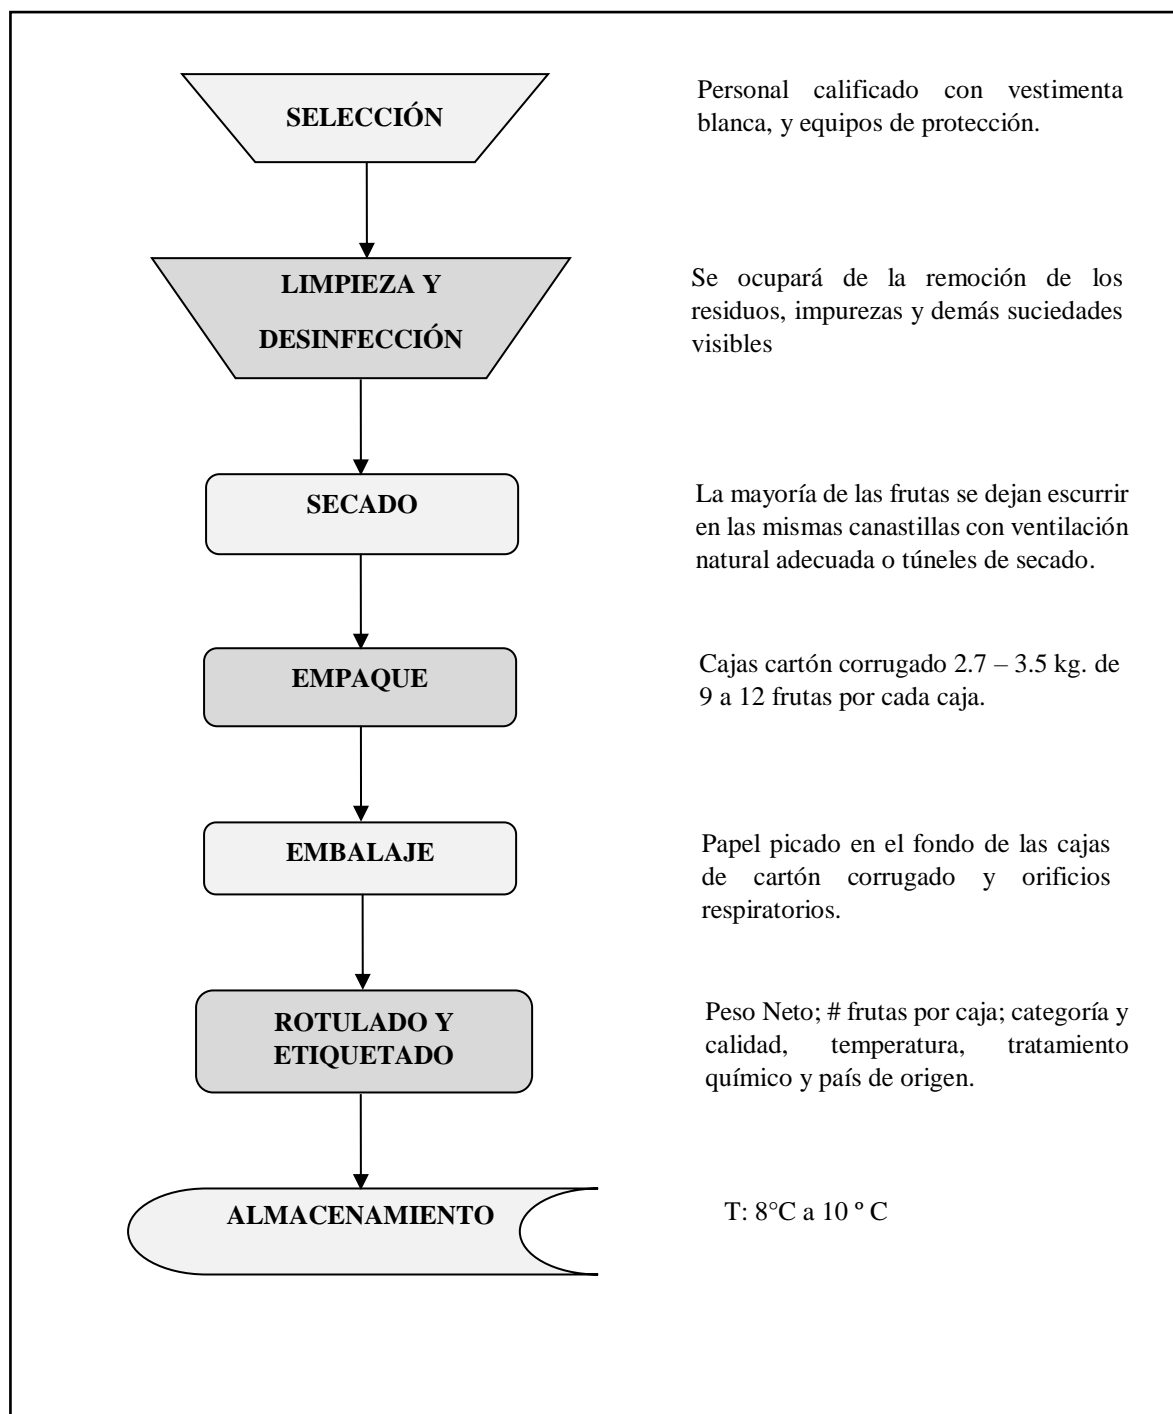 SELECCIÓN
Personal calificado con vestimenta
blanca, y equipos de protección.
LIMPIEZA Y
DESINFECCIÓN
Se ocupará de la remoción de los
residuos, impurezas y demás suciedades
visibles
SECADO
La mayoría de las frutas se dejan escurrir
en las mismas canastillas con ventilación
natural adecuada o túneles de secado.
EMPAQUE
Cajas cartón corrugado 2.7 – 3.5 kg. de
9 a 12 frutas por cada caja.
EMBALAJE
Papel picado en el fondo de las cajas
de cartón corrugado y orificios
respiratorios.
ROTULADO Y
ETIQUETADO
Peso Neto; # frutas por caja; categoría y
calidad, temperatura, tratamiento
químico y país de origen.
ALMACENAMIENTO
T: 8°C a 10 º C